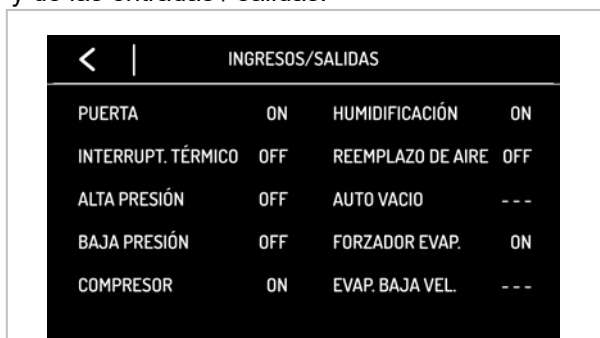 y de las entradas / salidas.
INGRESOS/SALIDAS
PUERTA ON HUMIDIFICACIÓN ON
INTERRUPT. TÉRMICO OFF REEMPLAZO DE AIRE OFF
ALTA PRESIÓN OFF AUTO VACIO - - -
BAJA PRESIÓN OFF FORZADOR EVAP. ON
COMPRESOR ON EVAP. BAJA VEL. - - -